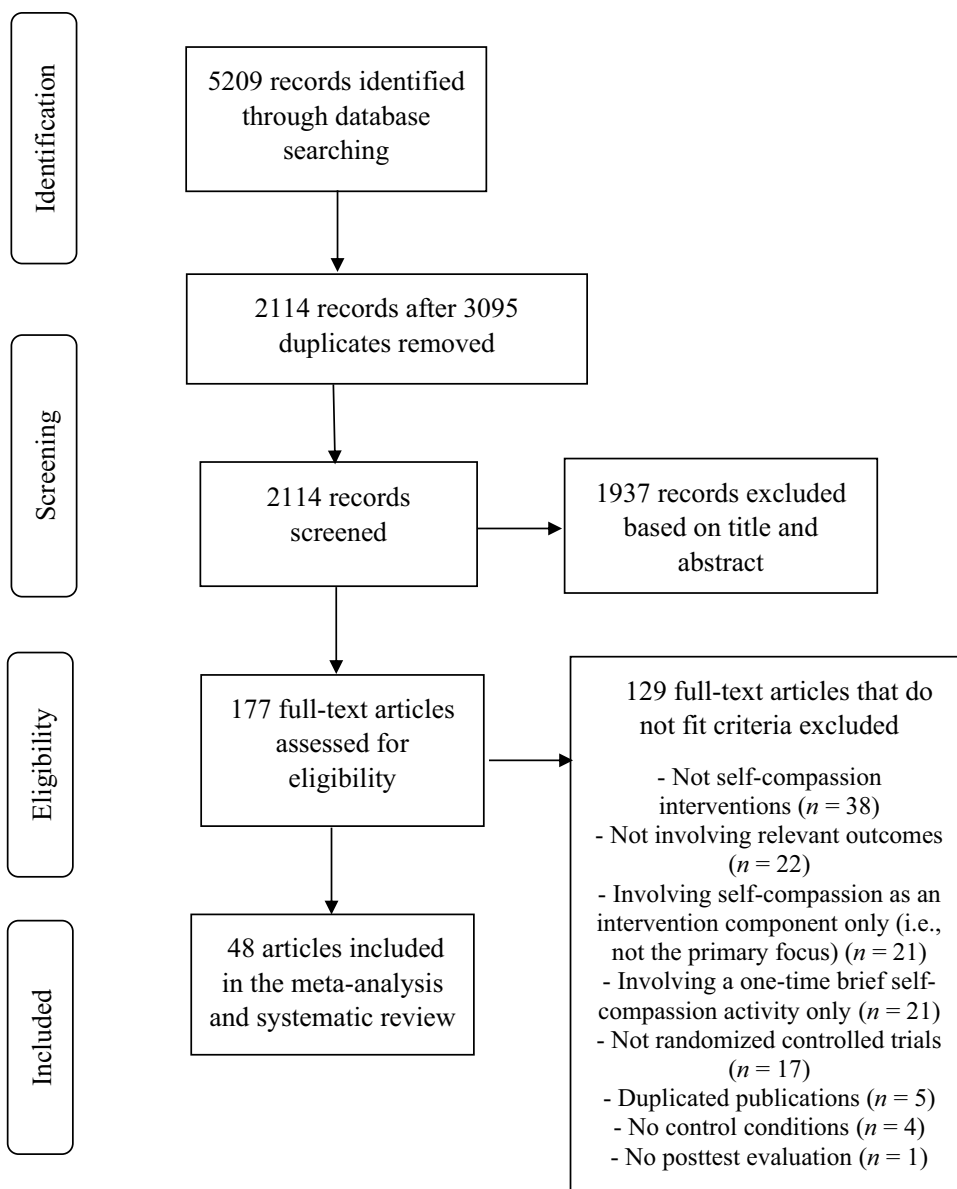 Identification
5209 records identified
through database
searching
2114 records after 3095
duplicates removed
Screening
2114 records
screened
1937 records excluded
based on title and
abstract
Eligibility
177 full-text articles
assessed for
eligibility
129 full-text articles that do
not fit criteria excluded
- Not self-compassion
interventions (n = 38)
- Not involving relevant outcomes
(n = 22)
- Involving self-compassion as an
intervention component only (i.e.,
not the primary focus) (n = 21)
- Involving a one-time brief self-
compassion activity only (n = 21)
- Not randomized controlled trials
(n = 17)
- Duplicated publications (n = 5)
- No control conditions (n = 4)
- No posttest evaluation (n = 1)
Included
48 articles included
in the meta-analysis
and systematic review